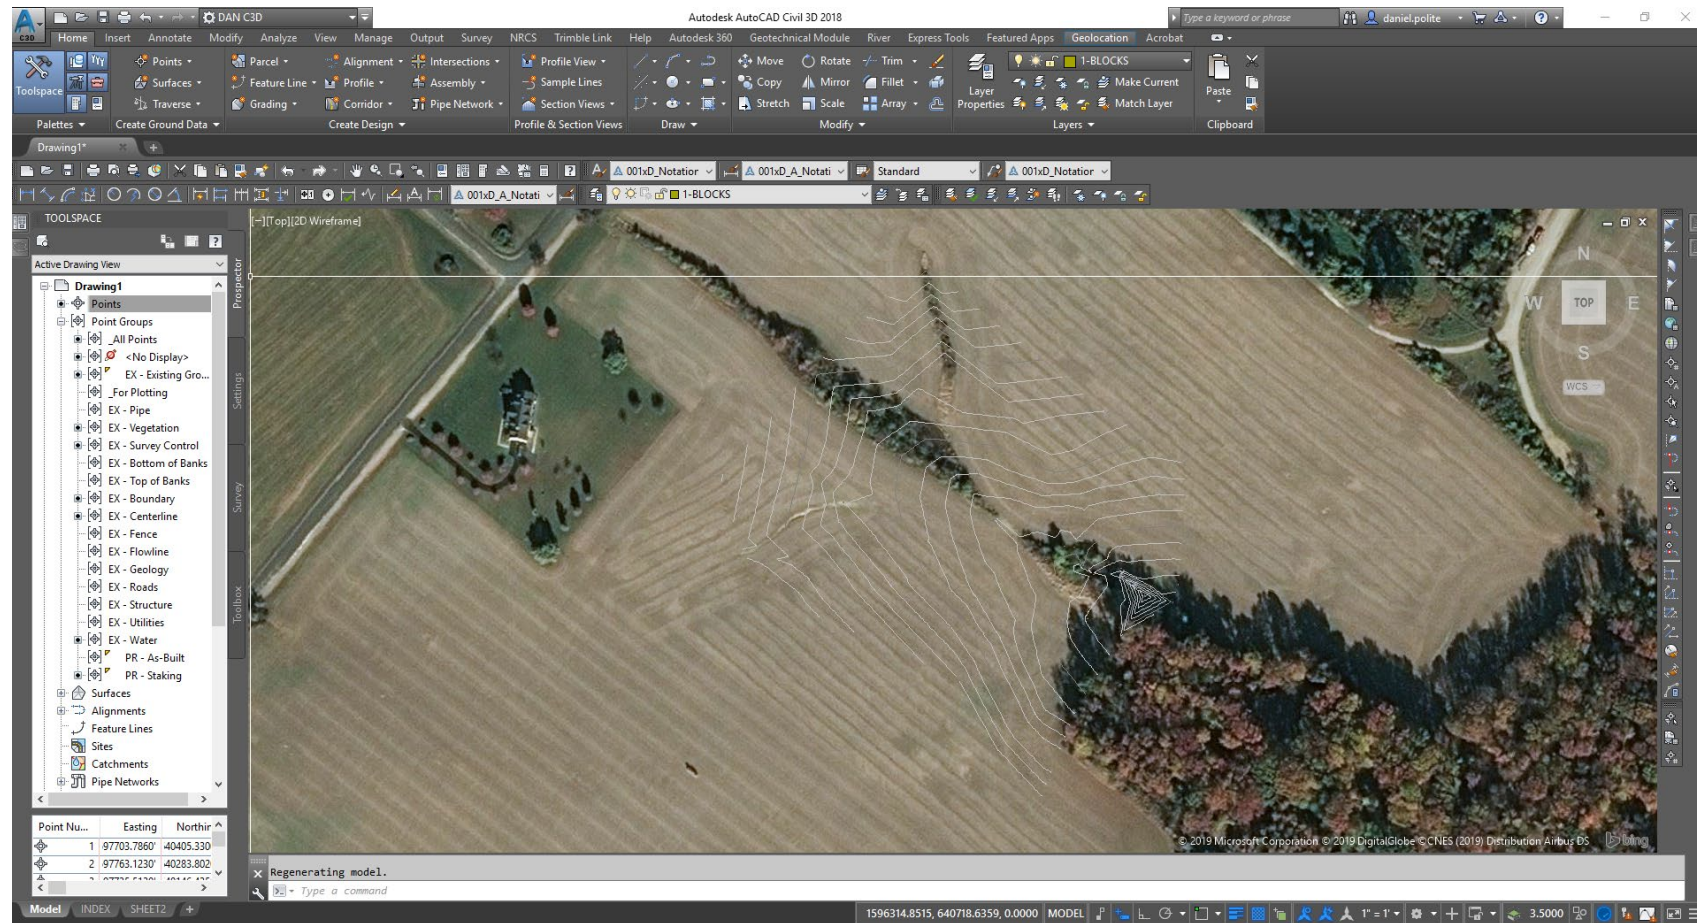 DAN C3D
Autodesk AutoCAD Civil 3D 2018
Type a keyword or phrase
daniel.polite
C3D
Home Insert Annotate Modify Analyze View Manage Output Survey NRCS Trimble Link Help Autodesk 360 Geotechnical Module River Express Tools Featured Apps Geolocation Acrobat
Points Parcel Alignment Intersections Profile View Move Rotate Trim 1-BLOCKS
Toolspace Surfaces Feature Line Profile Assembly Sample Lines Copy Mirror Fillet Layer Properties Make Current Paste
Traverse Grading Corridor Pipe Network Section Views Stretch Scale Array Match Layer
Palettes Create Ground Data Create Design Profile & Section Views Draw Modify Layers Clipboard
Drawing1*
001xD_Notation 001xD_A_Notati Standard 001xD_Notation
001xD_A_Notati 1-BLOCKS
TOOLSPACE
[−][Top][2D Wireframe]
Active Drawing View
Drawing1
Points
Point Groups
_All Points
<No Display>
EX - Existing Gro...
_For Plotting
EX - Pipe
EX - Vegetation
EX - Survey Control
EX - Bottom of Banks
EX - Top of Banks
EX - Boundary
EX - Centerline
EX - Fence
EX - Flowline
EX - Geology
EX - Roads
EX - Structure
EX - Utilities
EX - Water
PR - As-Built
PR - Staking
Surfaces
Alignments
Feature Lines
Sites
Catchments
Pipe Networks
Prospector
Settings
Survey
Toolbox
N
W TOP E
S
WCS
Point Nu... Easting Northin
1 97703.7860' 40405.330
2 97763.1230' 40283.802
© 2019 Microsoft Corporation © 2019 DigitalGlobe © CNES (2019) Distribution Airbus DS bing
Regenerating model.
Type a command
Model INDEX SHEET2 +
1596314.8515, 640718.6359, 0.0000 MODEL 1" = 1' 3.5000